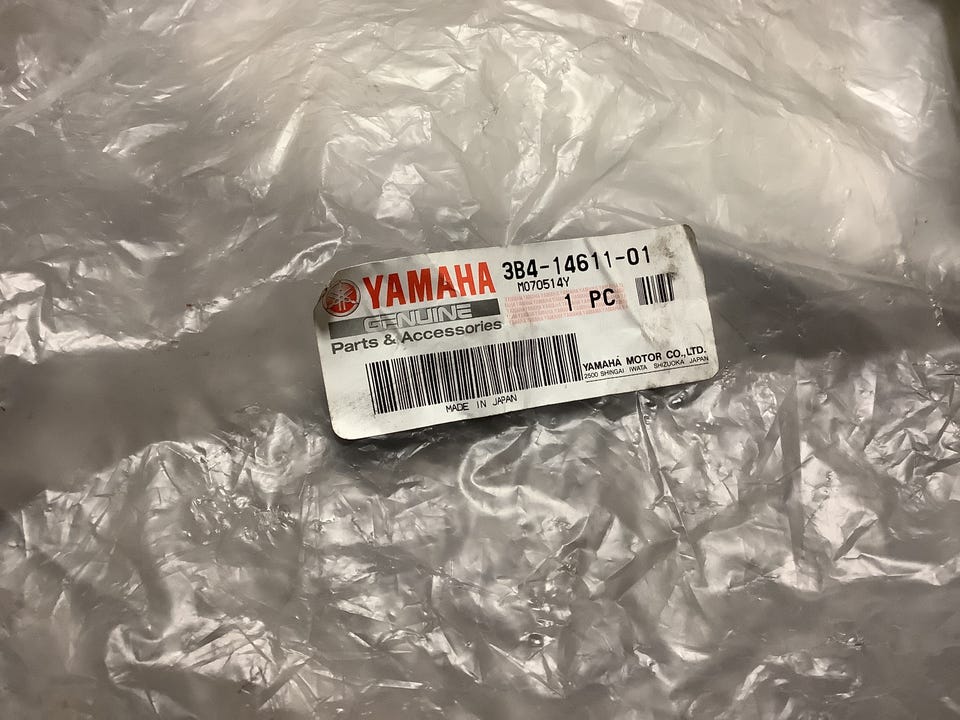 YAMAHA
GENUINE
Parts & Accessories
3B4-14611-01
M070514Y
1 PC
YAMAHA MOTOR CO.,LTD.
2500 SHINGAI IWATA SHIZUOKA JAPAN
MADE IN JAPAN